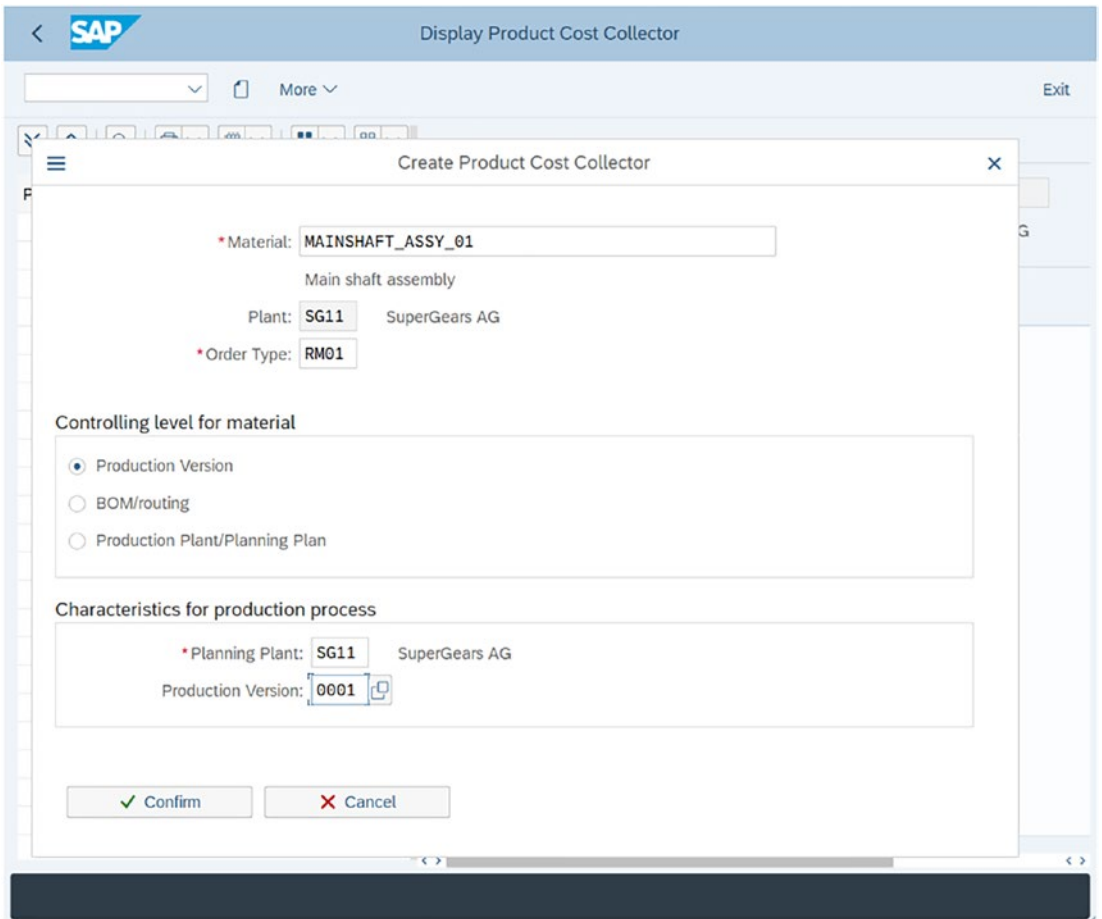 SAP Display Product Cost Collector
More Exit
Create Product Cost Collector
P
*Material: MAINSHAFT_ASSY_01
G
Main shaft assembly
Plant: SG11 SuperGears AG
*Order Type: RM01
Controlling level for material
Production Version
BOM/routing
Production Plant/Planning Plan
Characteristics for production process
*Planning Plant: SG11 SuperGears AG
Production Version: 0001
Confirm Cancel